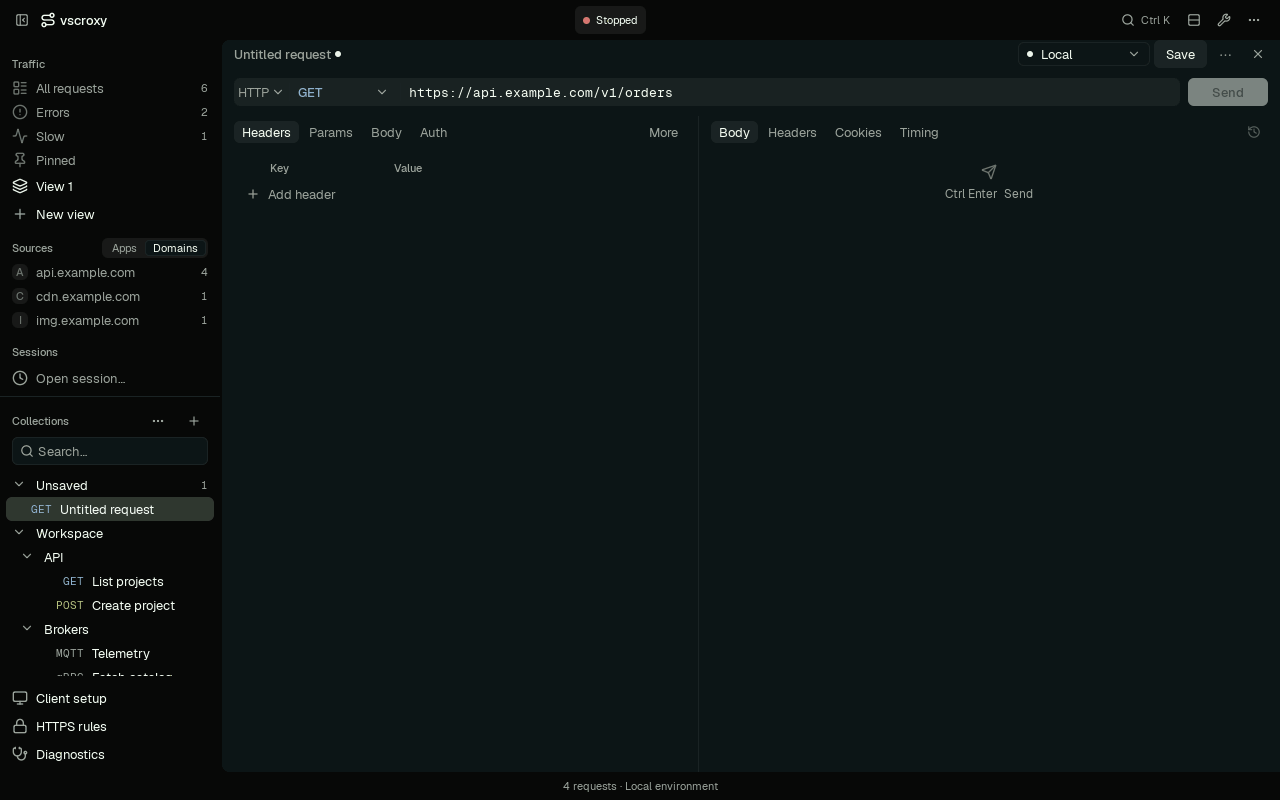 vscroxy
Stopped
Ctrl K
Traffic
All requests 6
Errors 2
Slow 1
Pinned
View 1
New view
Sources Apps Domains
A api.example.com 4
C cdn.example.com 1
I img.example.com 1
Sessions
Open session...
Collections
Search...
Unsaved 1
GET Untitled request
Workspace
API
GET List projects
POST Create project
Brokers
MQTT Telemetry
gRPC Fetch catalog
Client setup
HTTPS rules
Diagnostics
Untitled request
Local
Save
HTTP GET https://api.example.com/v1/orders
Send
Headers Params Body Auth More
Key Value
Add header
Body Headers Cookies Timing
Ctrl Enter Send
4 requests · Local environment